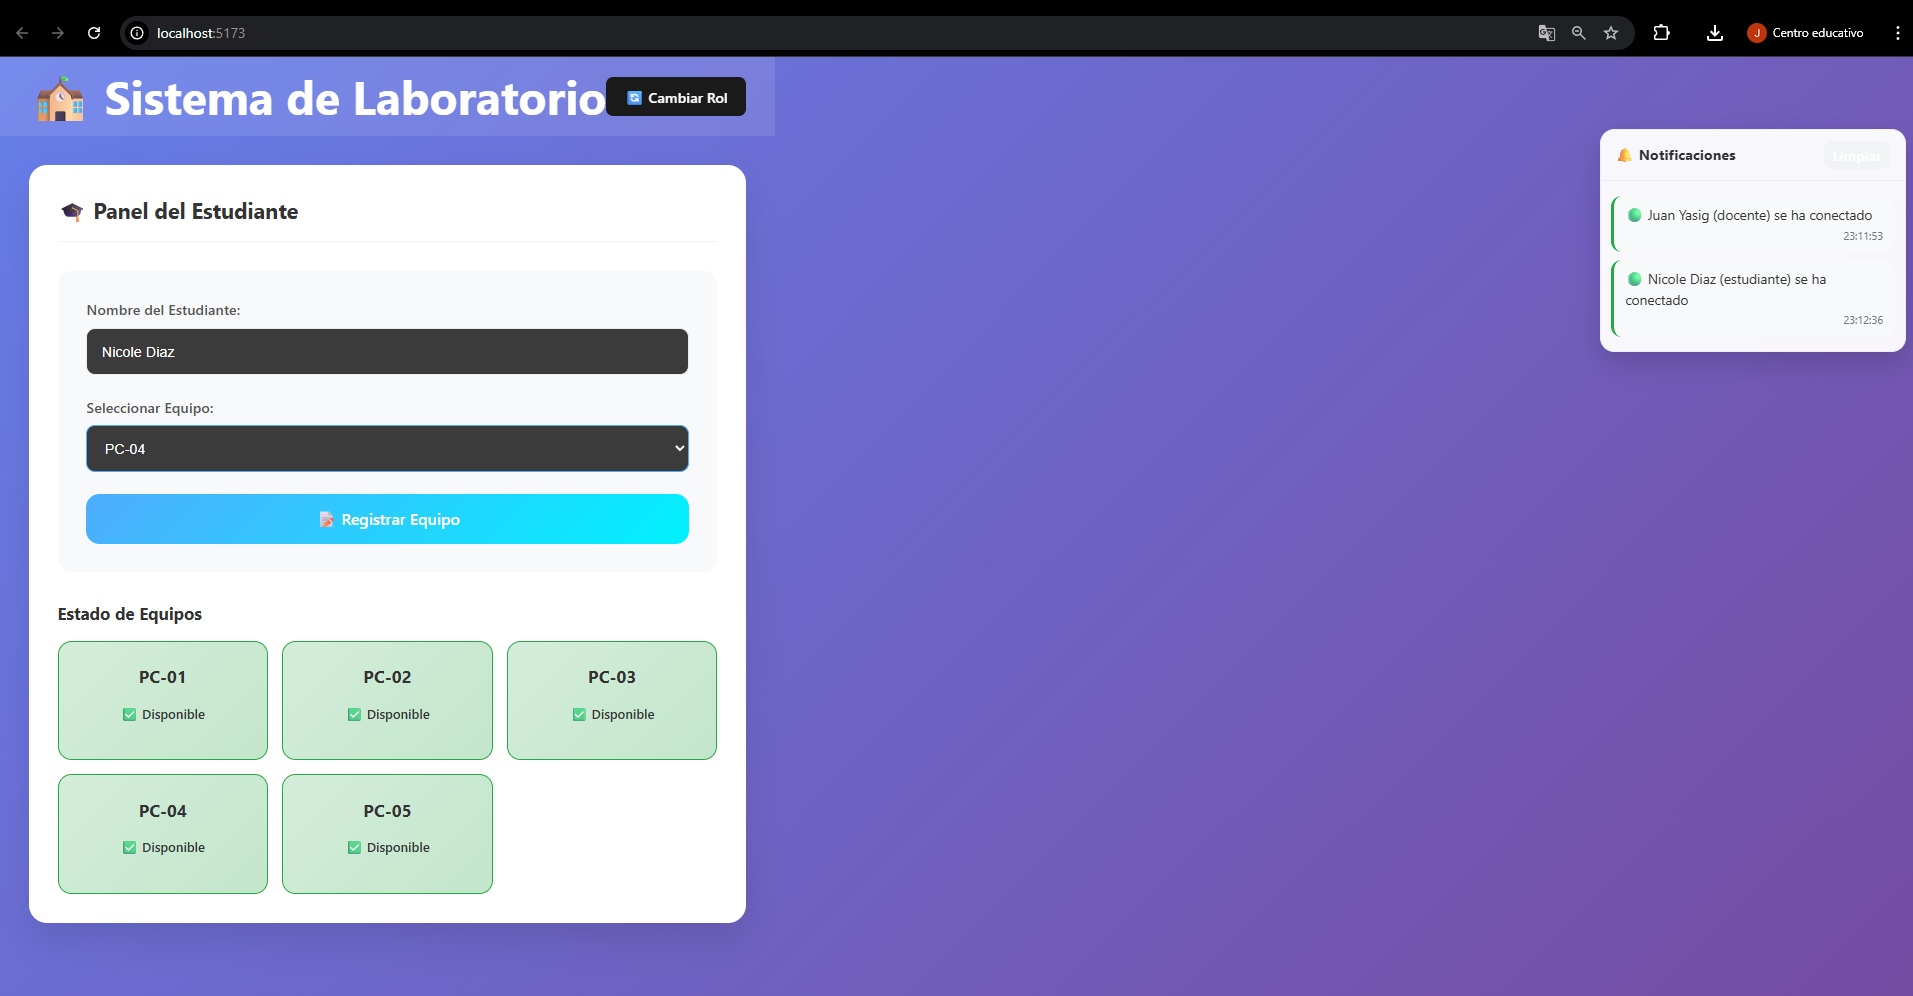 localhost:5173
J Centro educativo
Sistema de Laboratorio
Cambiar Rol
Notificaciones
Limpiar
Juan Yasig (docente) se ha conectado
23:11:53
Nicole Diaz (estudiante) se ha
conectado
23:12:36
Panel del Estudiante
Nombre del Estudiante:
Nicole Diaz
Seleccionar Equipo:
PC-04
Registrar Equipo
Estado de Equipos
PC-01
Disponible
PC-02
Disponible
PC-03
Disponible
PC-04
Disponible
PC-05
Disponible